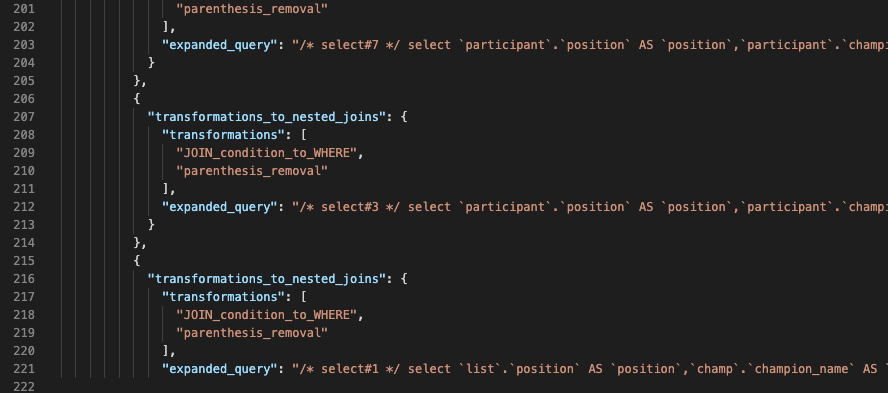 201 "parenthesis_removal"
202 ],
203 "expanded_query": "/* select#7 */ select `participant`.`position` AS `position`,`participant`.`champi
204 }
205 },
206 {
207 "transformations_to_nested_joins": {
208 "transformations": [
209 "JOIN_condition_to_WHERE",
210 "parenthesis_removal"
211 ],
212 "expanded_query": "/* select#3 */ select `participant`.`position` AS `position`,`participant`.`champi
213 }
214 },
215 {
216 "transformations_to_nested_joins": {
217 "transformations": [
218 "JOIN_condition_to_WHERE",
219 "parenthesis_removal"
220 ],
221 "expanded_query": "/* select#1 */ select `list`.`position` AS `position`,`champ`.`champion_name` AS `
222